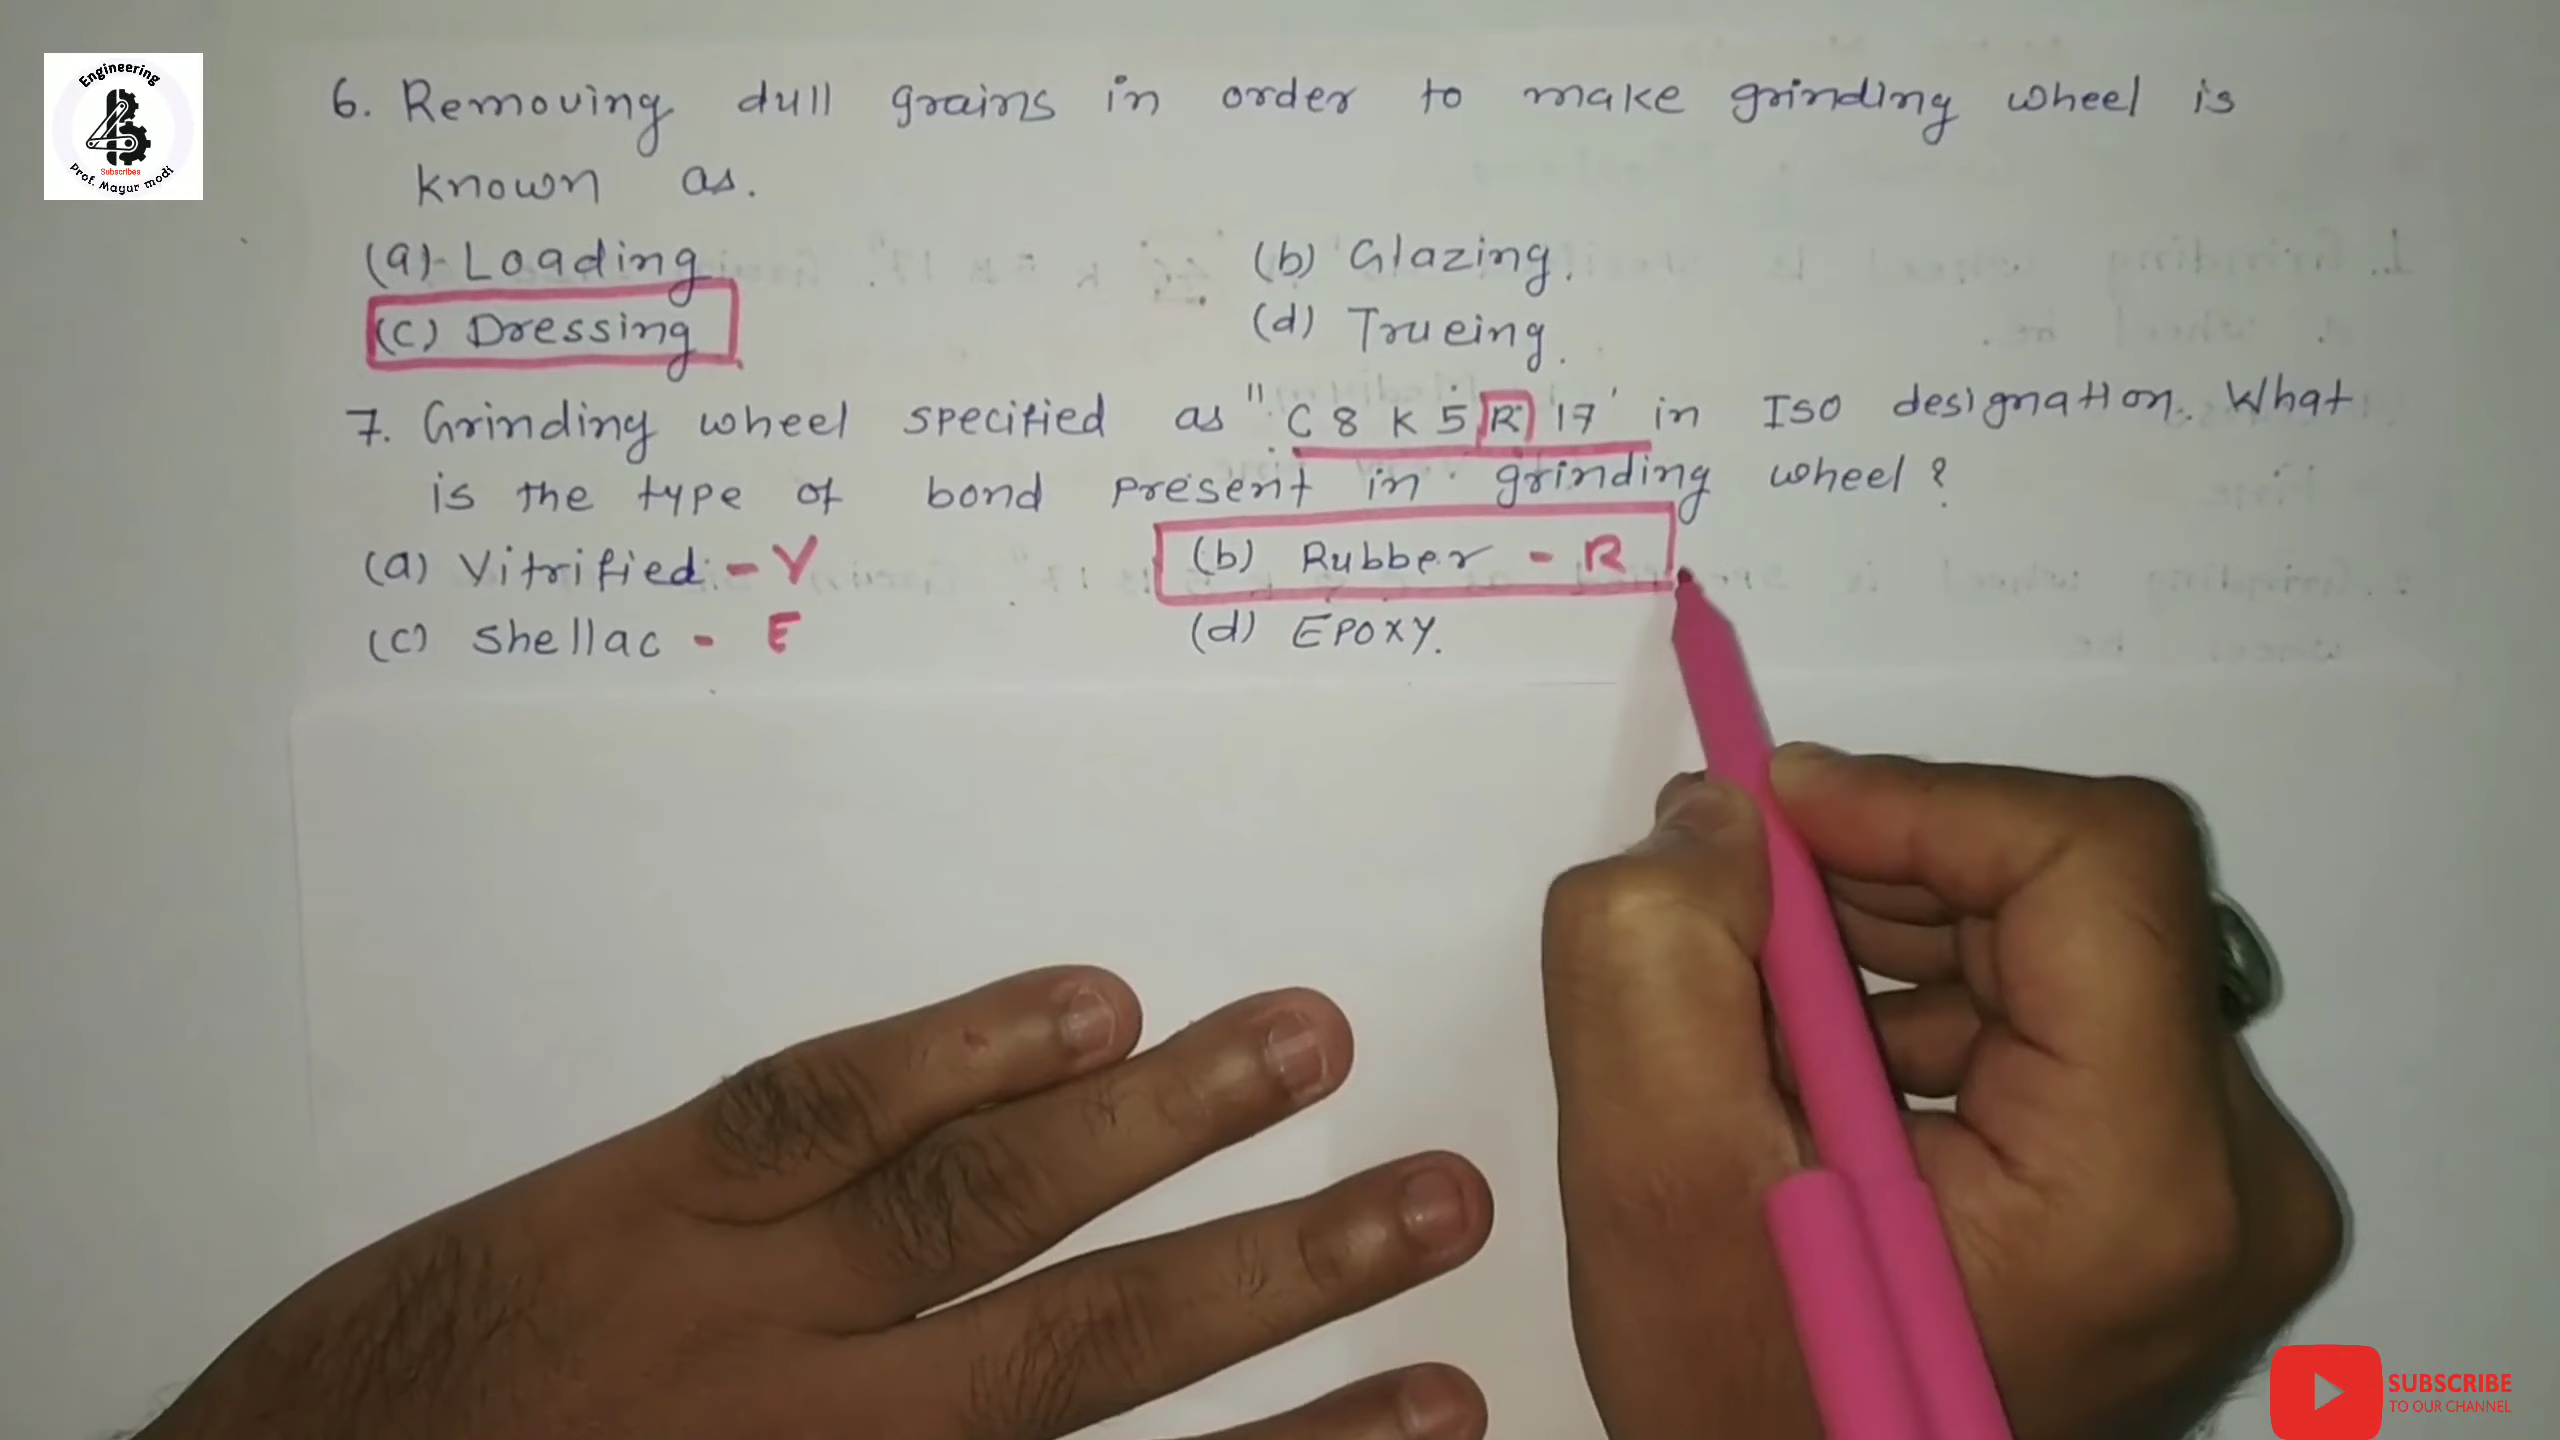 Engineering
Subscribes
Prof. Mayur modi
6. Removing dull grains in order to make grinding wheel is
known as.
(a) Loading
(b) Glazing.
(c) Dressing
(d) Trueing.
7. Grinding wheel specified as "C 8 K 5 R 17' in ISO designation. What
is the type of bond present in grinding wheel?
(a) Vitrified - V
(b) Rubber - R
(c) Shellac - E
(d) EPOXY.
SUBSCRIBE
TO OUR CHANNEL